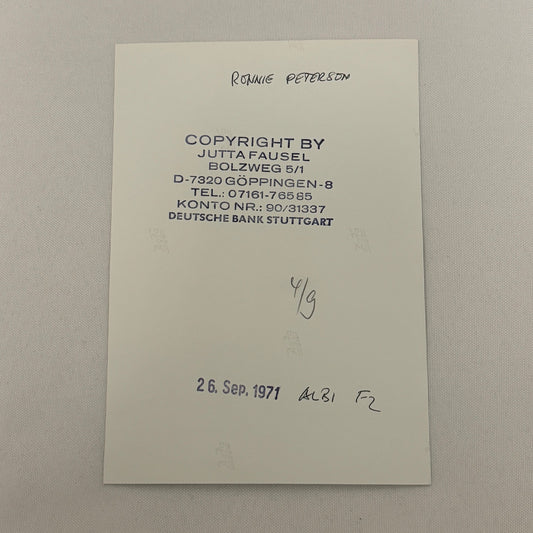 RONNIE PETERSON
COPYRIGHT BY
JUTTA FAUSEL
BOLZWEG 5/1
D-7320 GÖPPINGEN-8
TEL.: 07161-76585
KONTO NR.: 90/31337
DEUTSCHE BANK STUTTGART
4/9
26. Sep. 1971 ALBI F2